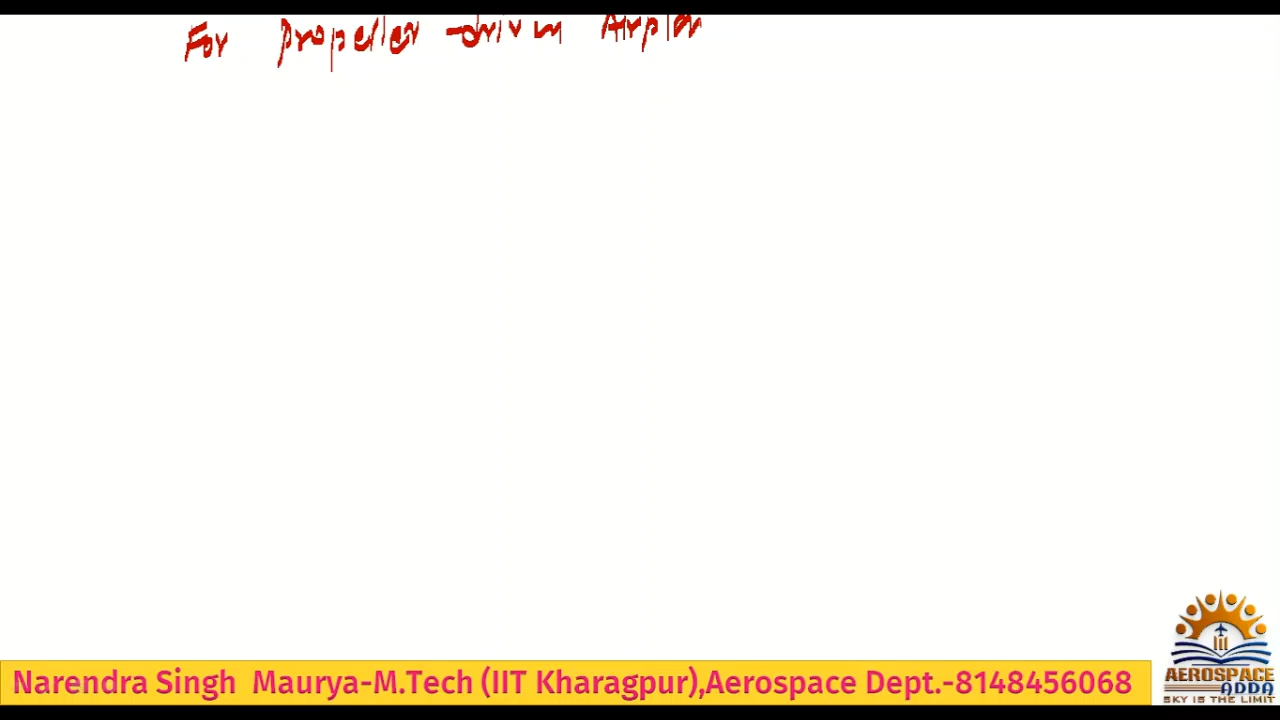 For Propeller driven Airplan
Narendra Singh Maurya-M.Tech (IIT Kharagpur),Aerospace Dept.-8148456068
AEROSPACE
ADDA
SKY IS THE LIMIT